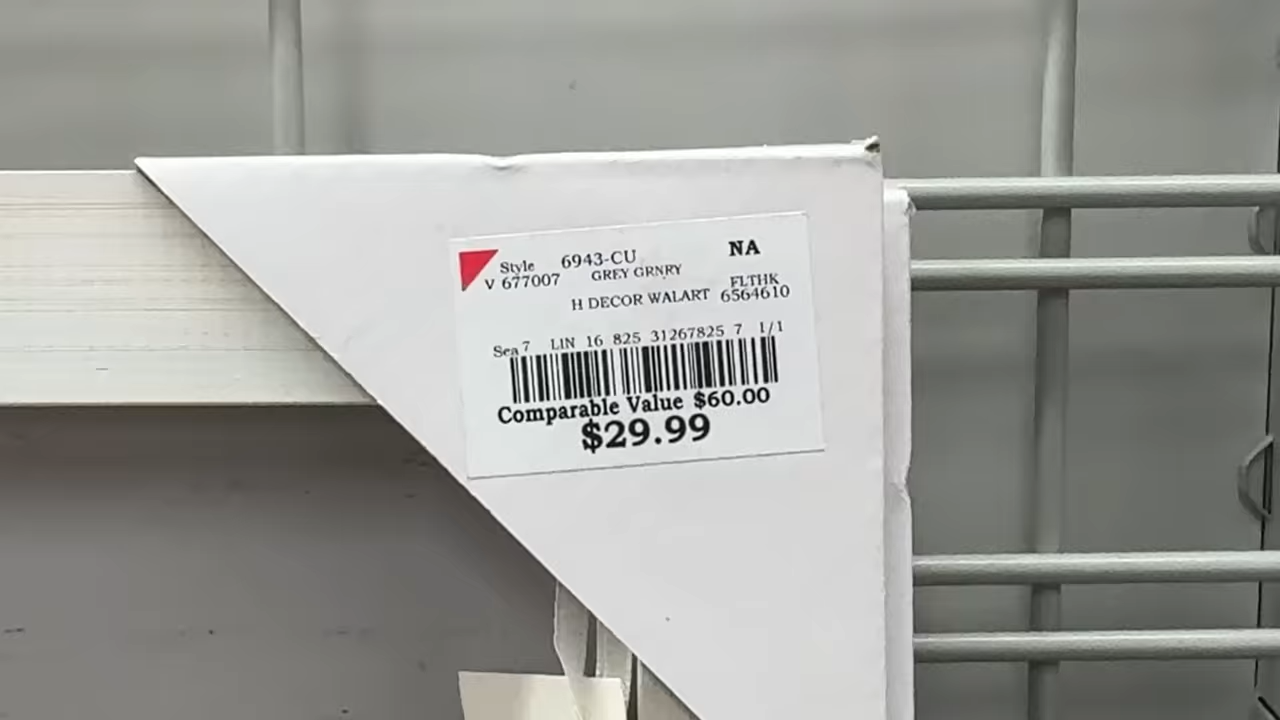 Style 6943-CU NA
V 677007 GREY GRNRY
FLTHK
H DECOR WALART 6564610
Sea 7 LIN 16 825 31267825 7 1/1
Comparable Value $60.00
$29.99